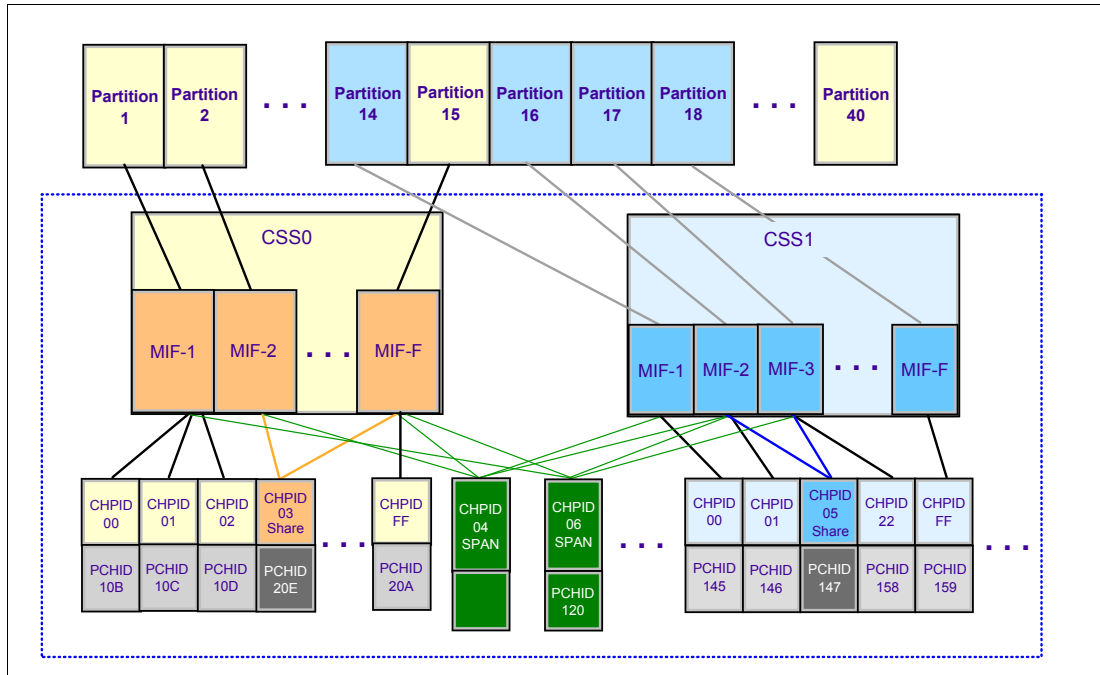 Partition
1
Partition
2
. . .
Partition
14
Partition
15
Partition
16
Partition
17
Partition
18
. . .
Partition
40
CSS0
CSS1
MIF-1
MIF-2
. . .
MIF-F
MIF-1
MIF-2
MIF-3
. . .
MIF-F
CHPID
00
CHPID
01
CHPID
02
CHPID
03
Share
. . .
CHPID
FF
CHPID
04
SPAN
CHPID
06
SPAN
. . .
CHPID
00
CHPID
01
CHPID
05
Share
CHPID
22
CHPID
FF
. . .
PCHID
10B
PCHID
10C
PCHID
10D
PCHID
20E
PCHID
20A
PCHID
120
PCHID
145
PCHID
146
PCHID
147
PCHID
158
PCHID
159